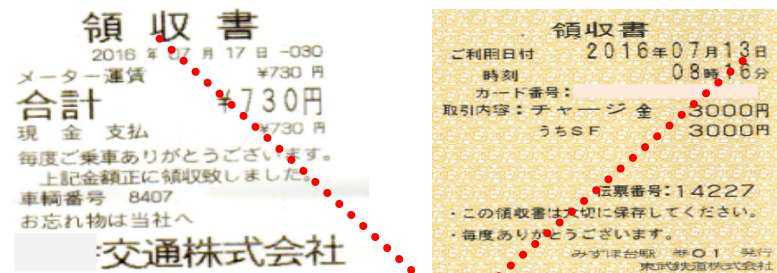 領収書
2016年07月17日-030
メーター運賃 ¥730円
合計 ¥730円
現金支払 ¥730円
毎度ご乗車ありがとうございます。
上記金額正に領収致しました。
車輌番号 8407
お忘れ物は当社へ
交通株式会社
領収書
ご利用日付 2016年07月13日
時刻 08時16分
カード番号:
取引内容:チャージ金 3000円
うちSF 3000円
伝票番号:14227
・この領収書は大切に保存してください。
・毎度ありがとうございます。
みずほ台駅 券01 発行
東武鉄道株式会社